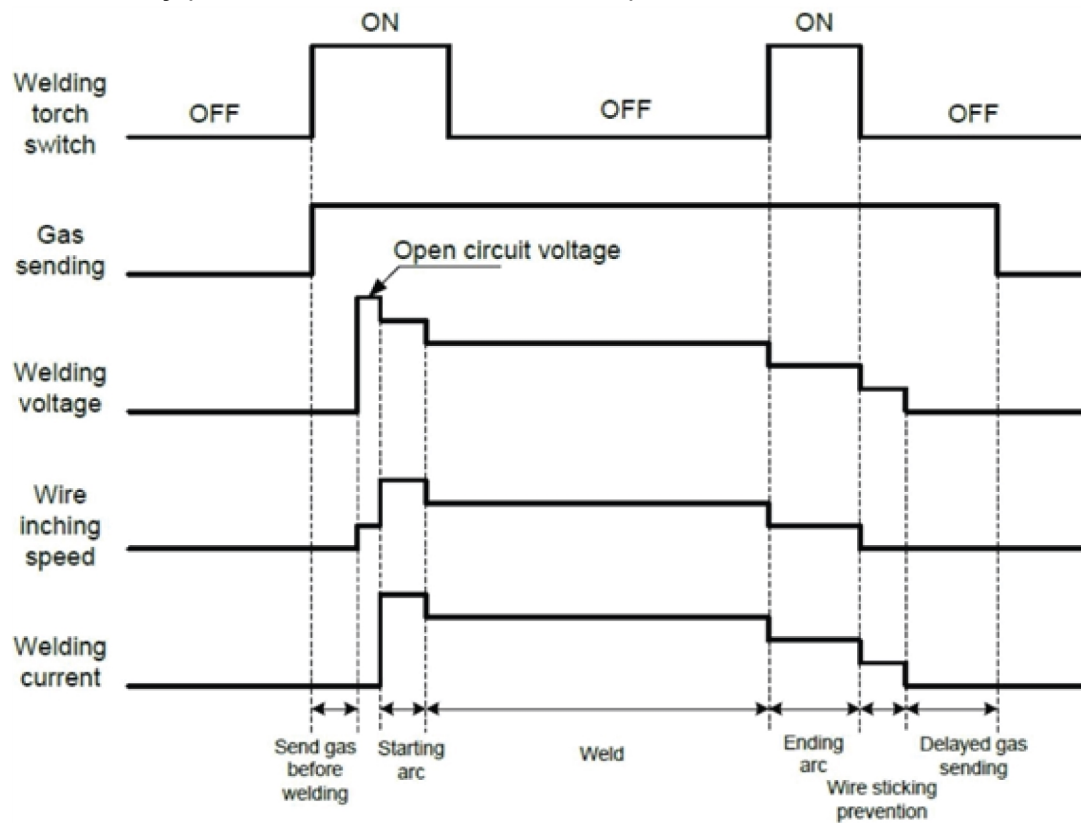 ON
ON
Welding
torch
switch
OFF
OFF
OFF
Gas
sending
Open circuit voltage
Welding
voltage
Wire
inching
speed
Welding
current
Send gas
before
welding
Starting
arc
Weld
Ending
arc
Wire sticking
prevention
Delayed gas
sending